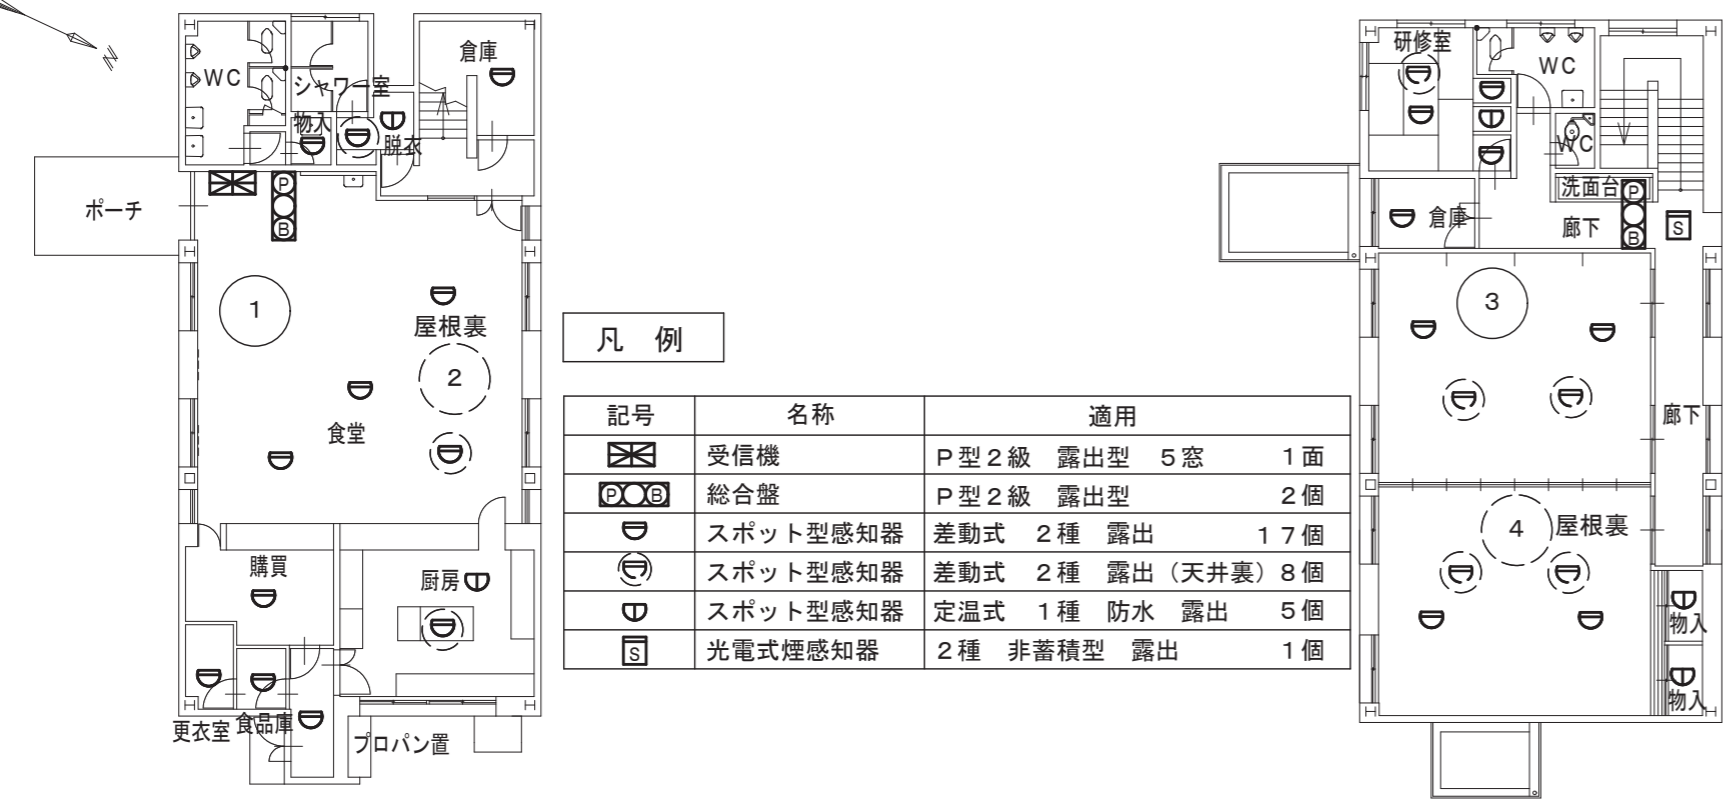 N
WC
シャワー室
倉庫
物入
脱衣
ポーチ
P
B
1
屋根裏
2
食堂
購買
厨房
更衣室
食品庫
プロパン置
凡 例
記号 名称 適用
受信機 P型2級 露出型 5窓 1面
P B 総合盤 P型2級 露出型 2個
スポット型感知器 差動式 2種 露出 17個
スポット型感知器 差動式 2種 露出（天井裏）8個
スポット型感知器 定温式 1種 防水 露出 5個
S 光電式煙感知器 2種 非蓄積型 露出 1個
研修室
WC
WC
洗面台
P
B
S
倉庫
廊下
3
廊下
4
屋根裏
物入
物入